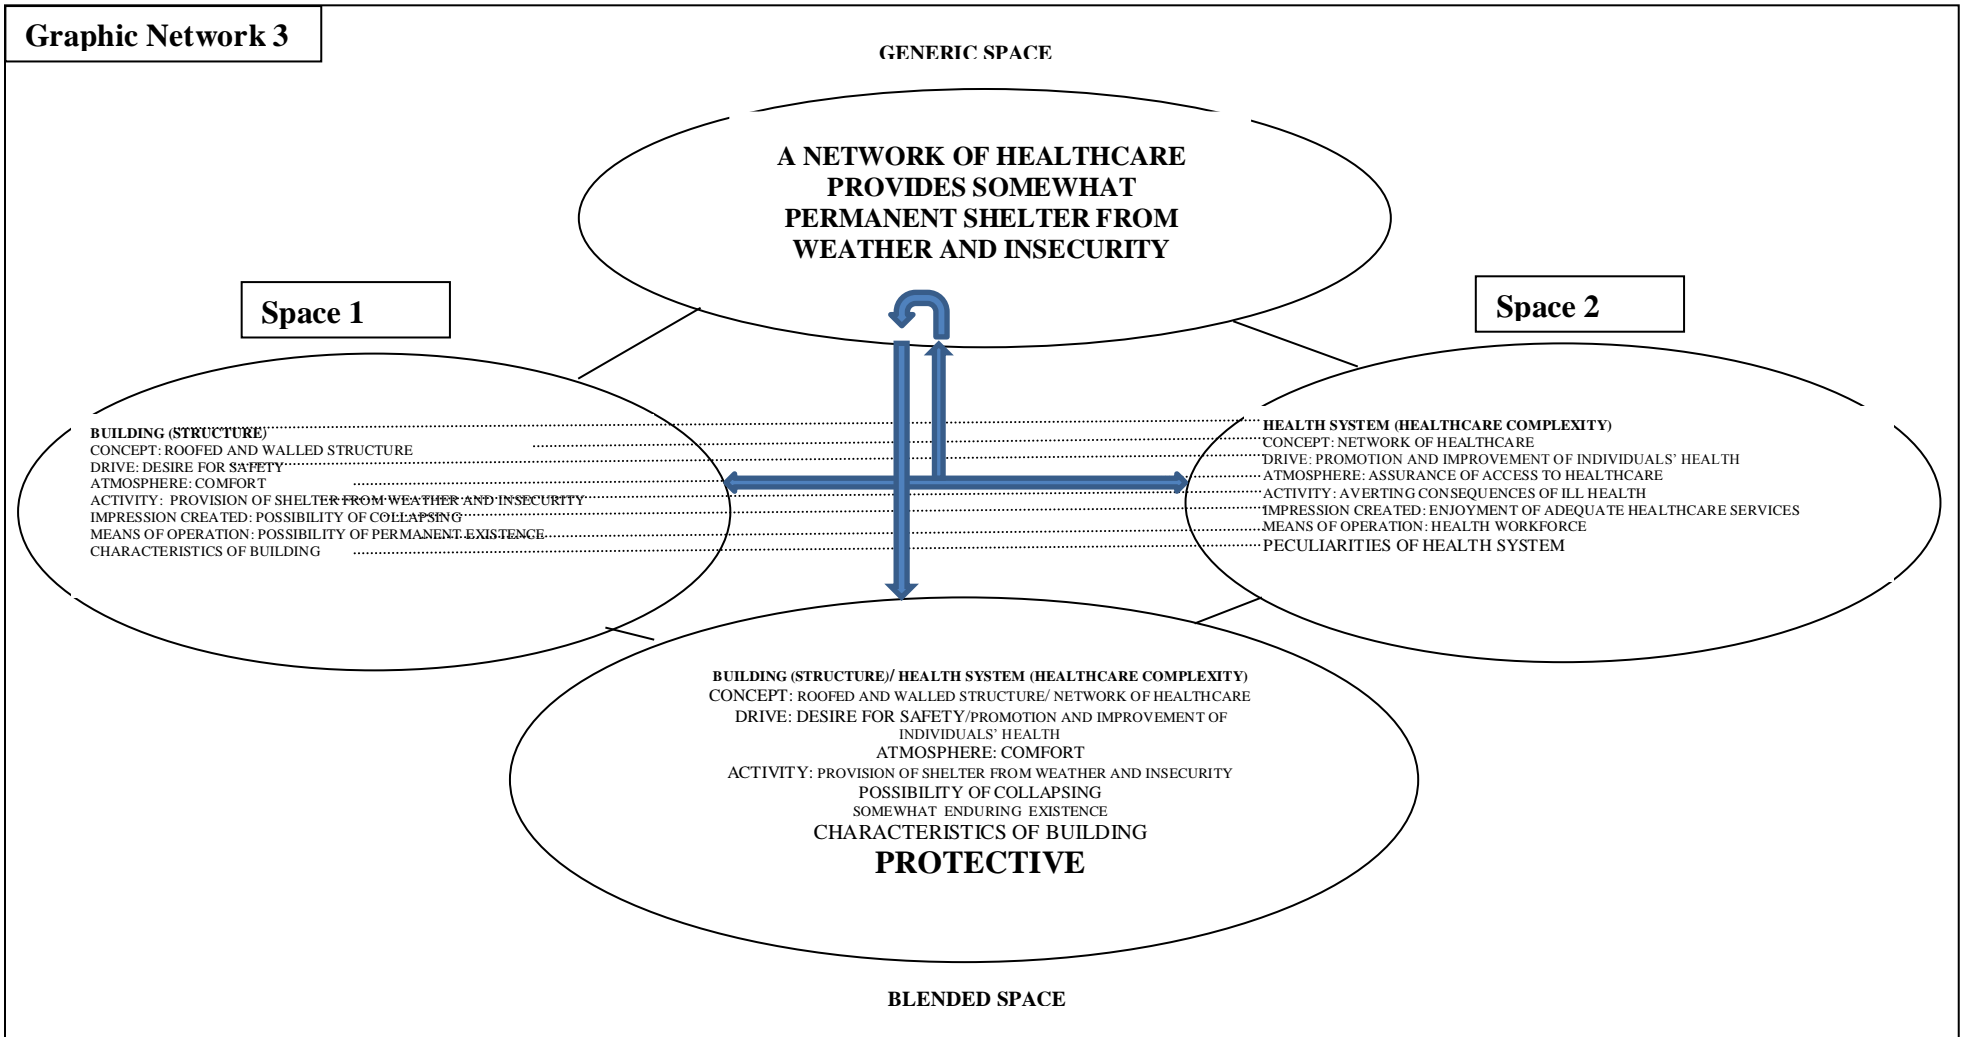 Graphic Network 3
GENERIC SPACE
A NETWORK OF HEALTHCARE
PROVIDES SOMEWHAT
PERMANENT SHELTER FROM
WEATHER AND INSECURITY
Space 1
Space 2
BUILDING (STRUCTURE)
CONCEPT: ROOFED AND WALLED STRUCTURE
DRIVE: DESIRE FOR SAFETY
ATMOSPHERE: COMFORT
ACTIVITY: PROVISION OF SHELTER FROM WEATHER AND INSECURITY
IMPRESSION CREATED: POSSIBILITY OF COLLAPSING
MEANS OF OPERATION: POSSIBILITY OF PERMANENT EXISTENCE
CHARACTERISTICS OF BUILDING
HEALTH SYSTEM (HEALTHCARE COMPLEXITY)
CONCEPT: NETWORK OF HEALTHCARE
DRIVE: PROMOTION AND IMPROVEMENT OF INDIVIDUALS' HEALTH
ATMOSPHERE: ASSURANCE OF ACCESS TO HEALTHCARE
ACTIVITY: AVERTING CONSEQUENCES OF ILL HEALTH
IMPRESSION CREATED: ENJOYMENT OF ADEQUATE HEALTHCARE SERVICES
MEANS OF OPERATION: HEALTH WORKFORCE
PECULIARITIES OF HEALTH SYSTEM
BUILDING (STRUCTURE)/ HEALTH SYSTEM (HEALTHCARE COMPLEXITY)
CONCEPT: ROOFED AND WALLED STRUCTURE/ NETWORK OF HEALTHCARE
DRIVE: DESIRE FOR SAFETY/PROMOTION AND IMPROVEMENT OF
INDIVIDUALS' HEALTH
ATMOSPHERE: COMFORT
ACTIVITY: PROVISION OF SHELTER FROM WEATHER AND INSECURITY
POSSIBILITY OF COLLAPSING
SOMEWHAT ENDURING EXISTENCE
CHARACTERISTICS OF BUILDING
PROTECTIVE
BLENDED SPACE